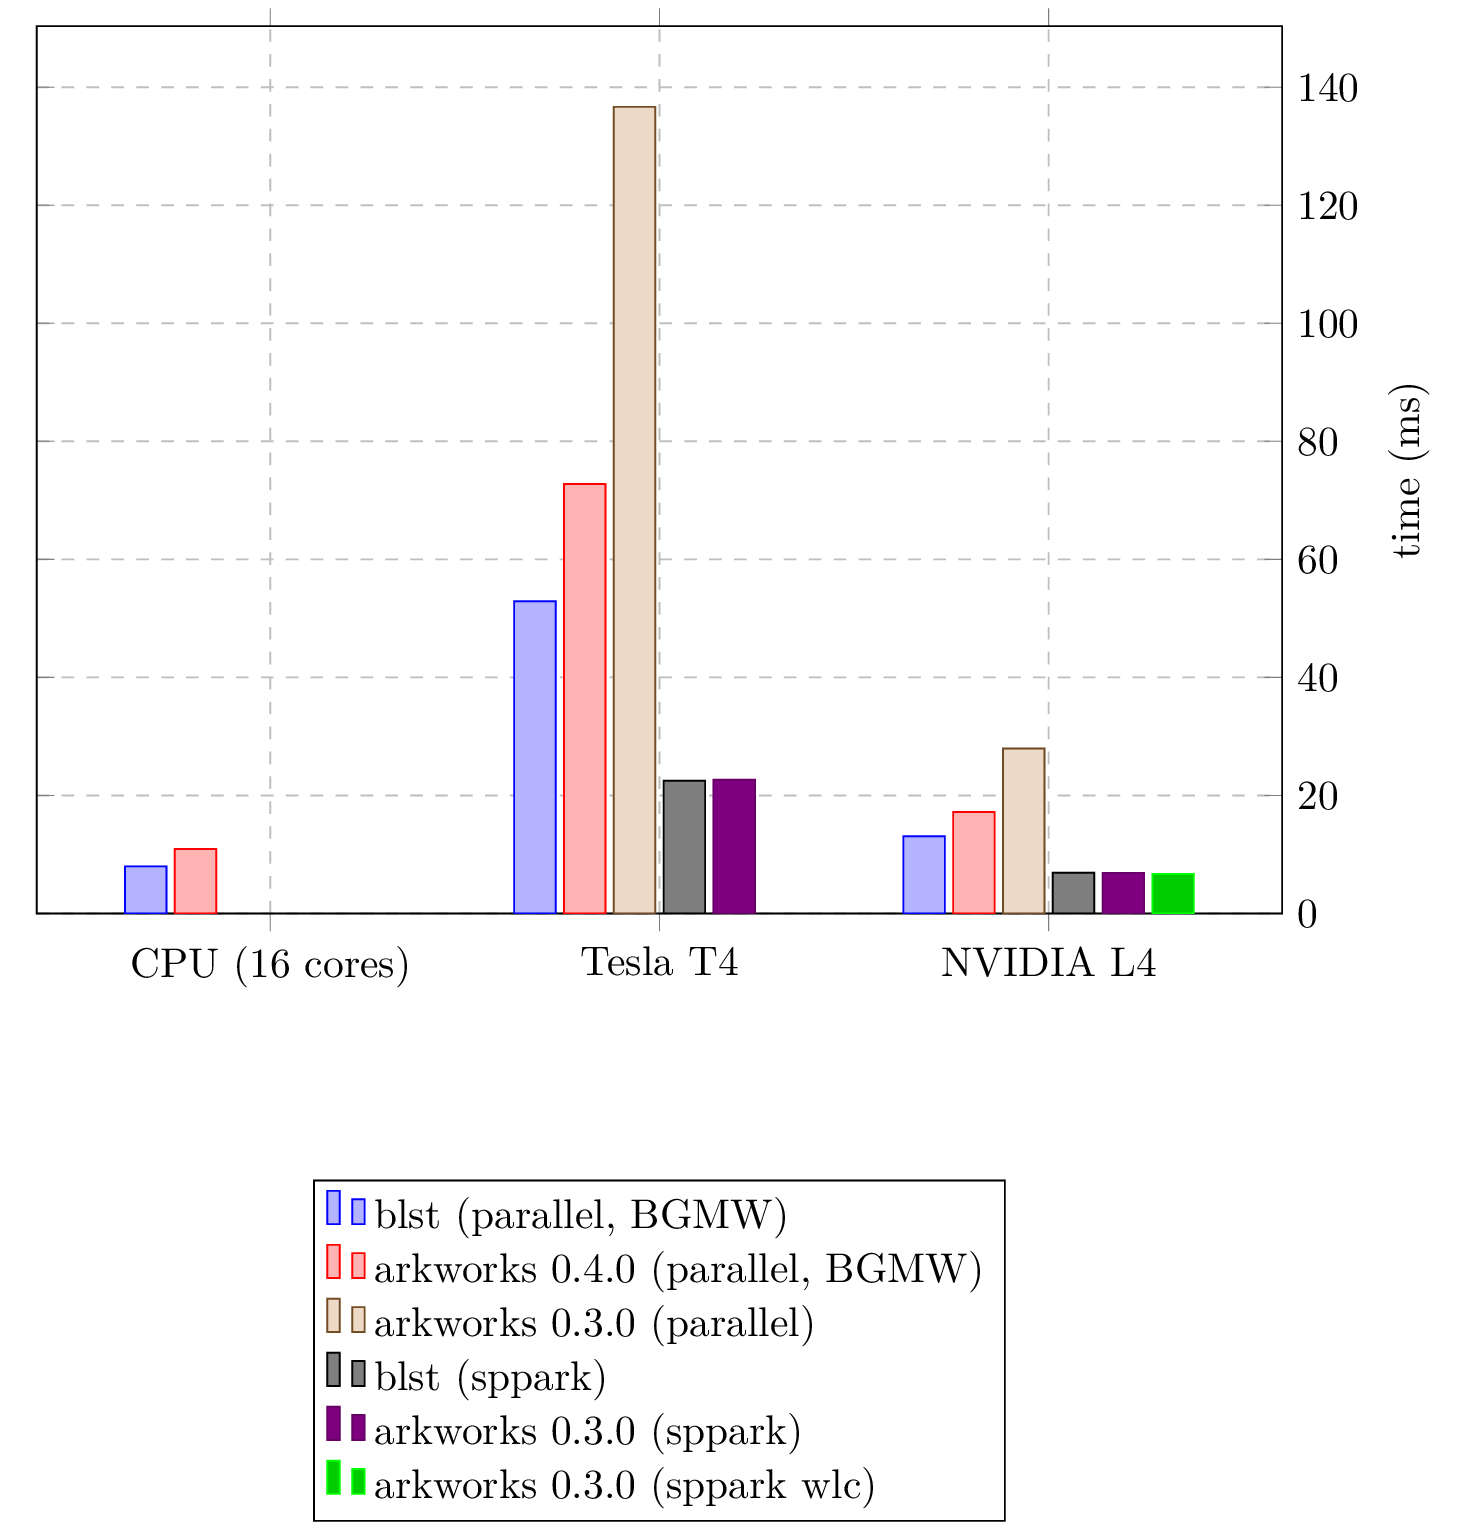 140
120
100
80
60
40
20
0
time (ms)
CPU (16 cores)
Tesla T4
NVIDIA L4
blst (parallel, BGMW)
arkworks 0.4.0 (parallel, BGMW)
arkworks 0.3.0 (parallel)
blst (sppark)
arkworks 0.3.0 (sppark)
arkworks 0.3.0 (sppark wlc)